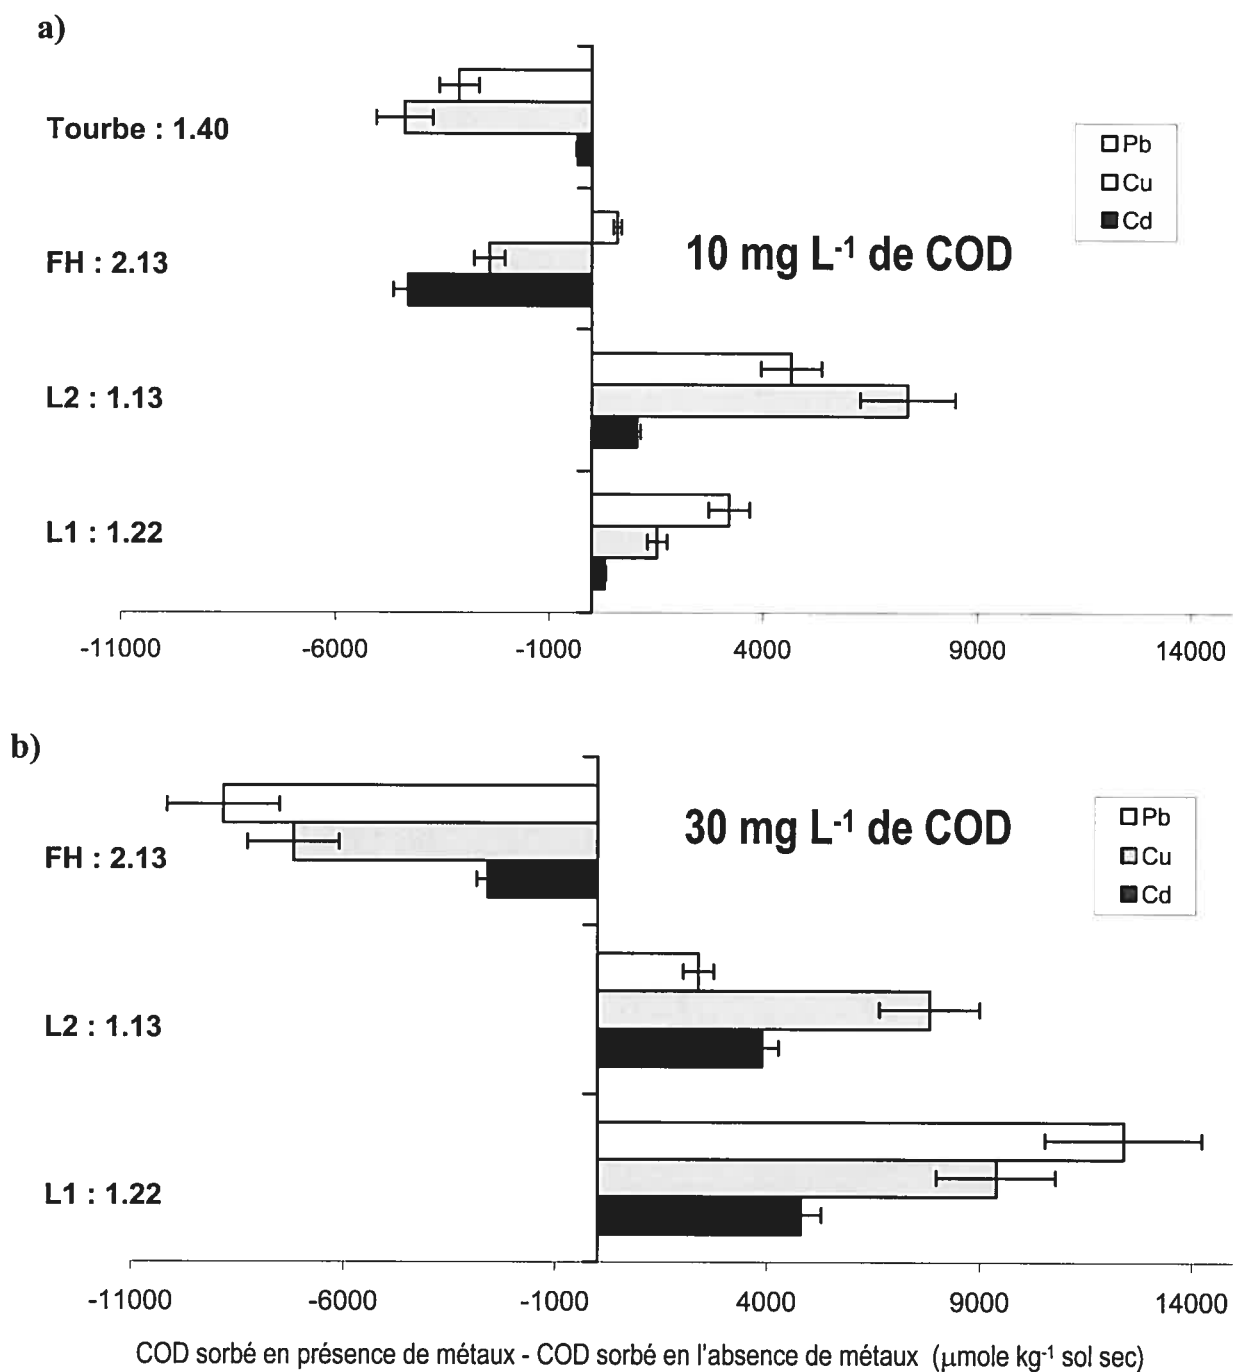 a)
Tourbe : 1.40
FH : 2.13
L2 : 1.13
L1 : 1.22
10 mg L⁻¹ de COD
Pb
Cu
Cd
-11000 -6000 -1000 4000 9000 14000
b)
FH : 2.13
L2 : 1.13
L1 : 1.22
30 mg L⁻¹ de COD
Pb
Cu
Cd
-11000 -6000 -1000 4000 9000 14000
COD sorbé en présence de métaux - COD sorbé en l'absence de métaux (µmole kg⁻¹ sol sec)